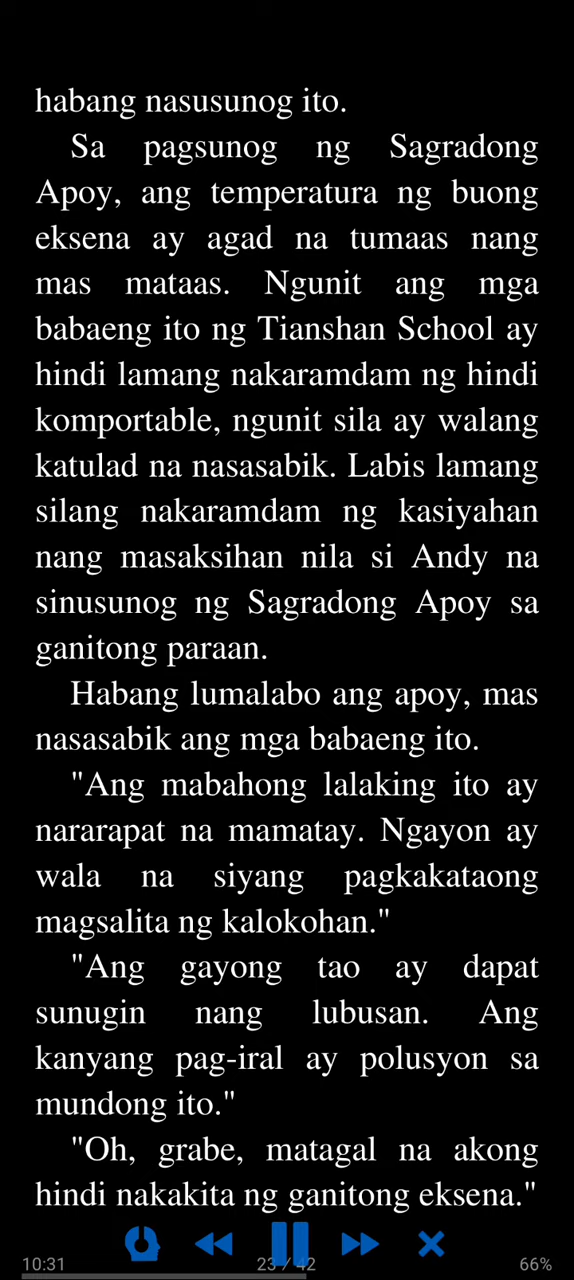 habang nasusunog ito.
Sa pagsunog ng Sagradong
Apoy, ang temperatura ng buong
eksena ay agad na tumaas nang
mas mataas. Ngunit ang mga
babaeng ito ng Tianshan School ay
hindi lamang nakaramdam ng hindi
komportable, ngunit sila ay walang
katulad na nasasabik. Labis lamang
silang nakaramdam ng kasiyahan
nang masaksihan nila si Andy na
sinusunog ng Sagradong Apoy sa
ganitong paraan.
Habang lumalabo ang apoy, mas
nasasabik ang mga babaeng ito.
"Ang mabahong lalaking ito ay
nararapat na mamatay. Ngayon ay
wala na siyang pagkakataong
magsalita ng kalokohan."
"Ang gayong tao ay dapat
sunugin nang lubusan. Ang
kanyang pag-iral ay polusyon sa
mundong ito."
"Oh, grabe, matagal na akong
hindi nakakita ng ganitong eksena."
10:31 23 / 42 66%